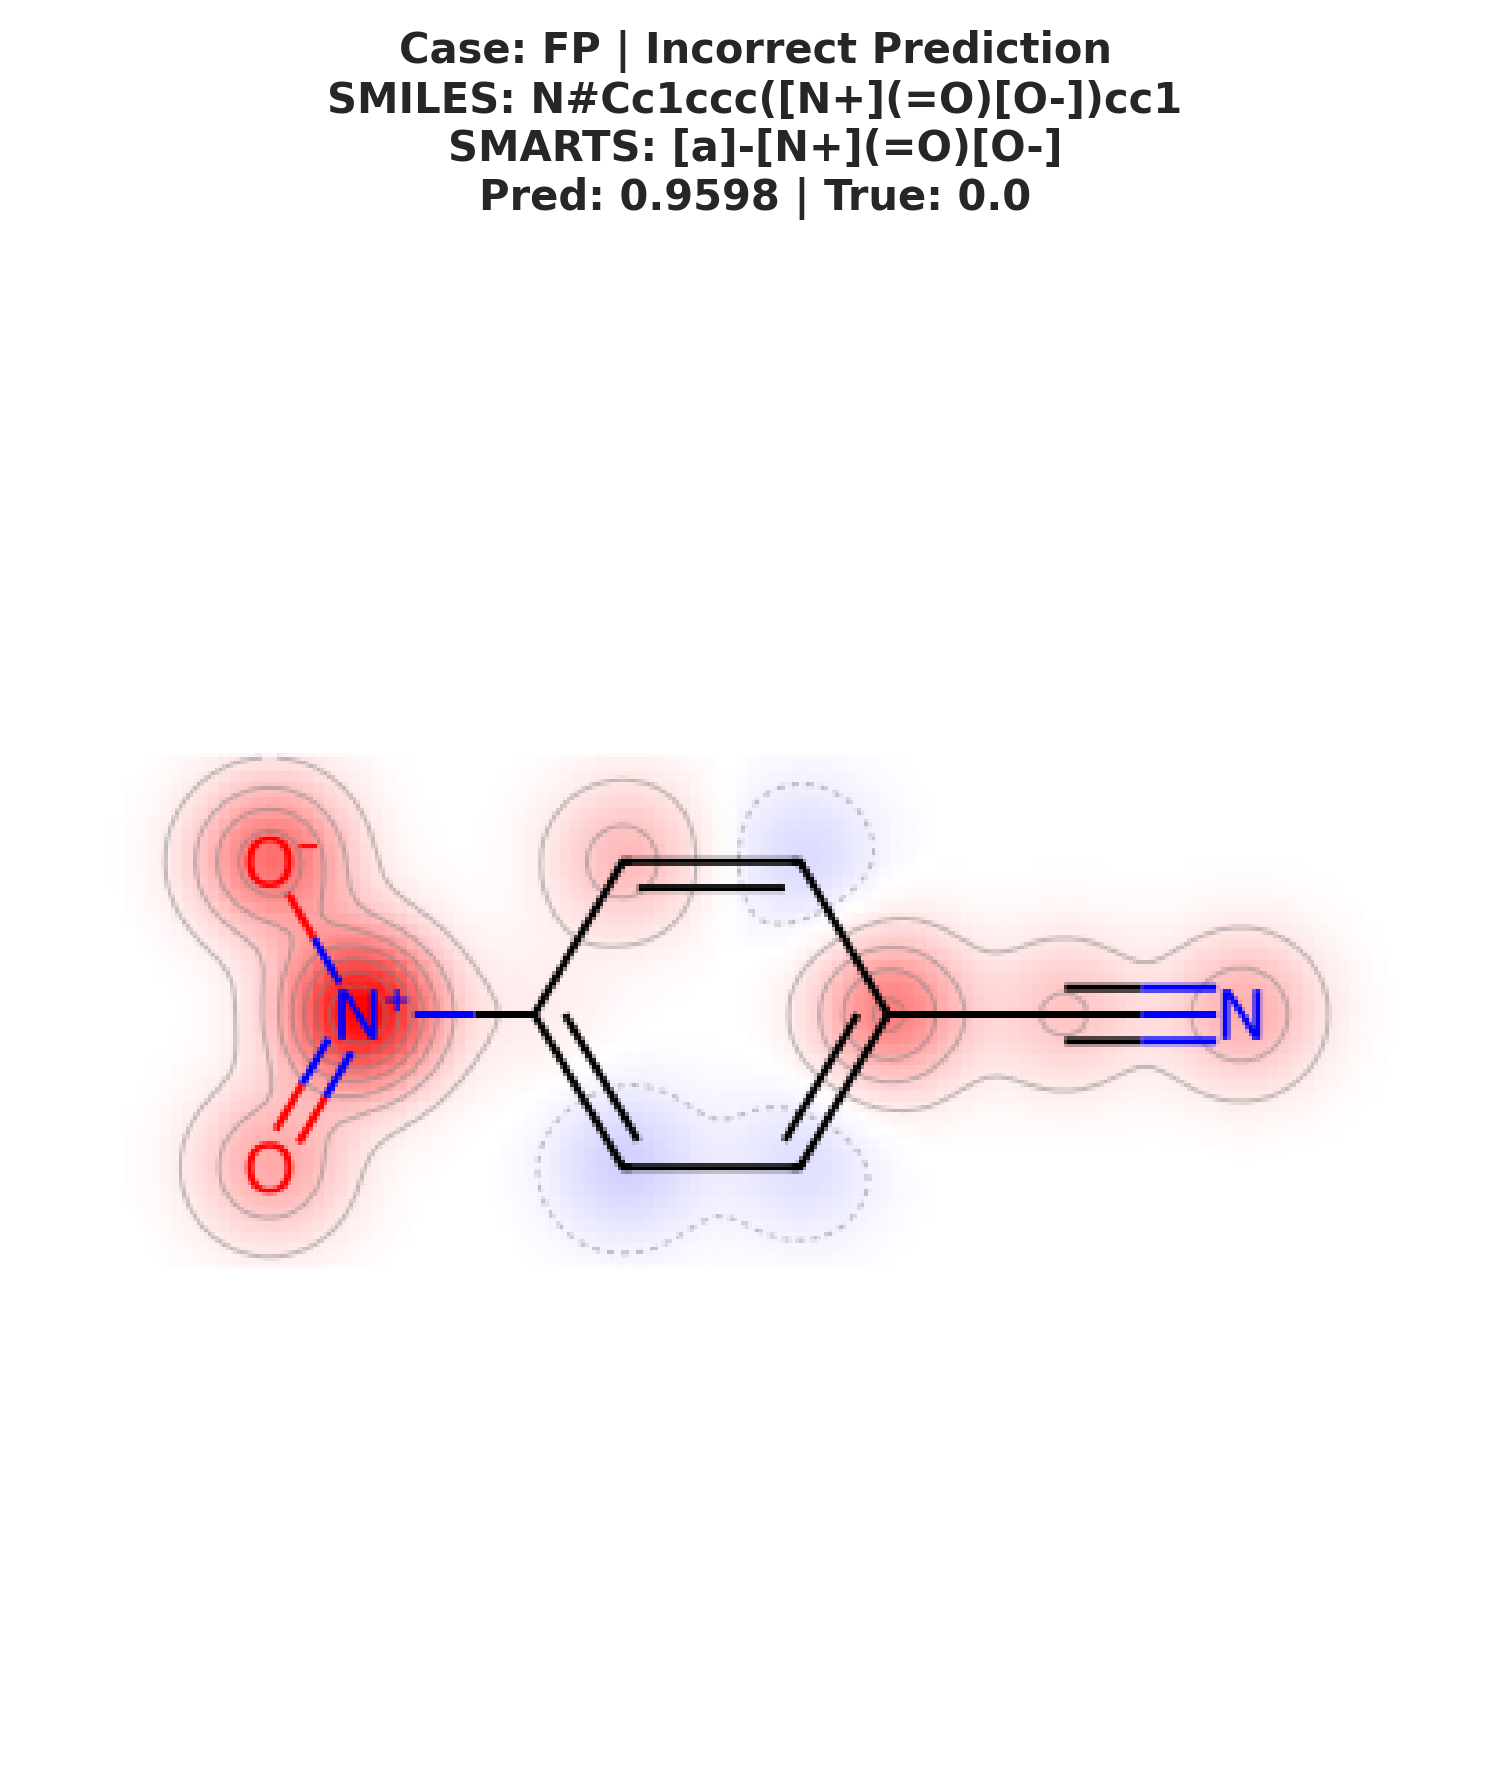 Case: FP | Incorrect Prediction
SMILES: N#Cc1ccc([N+](=O)[O-])cc1
SMARTS: [a]-[N+](=O)[O-]
Pred: 0.9598 | True: 0.0
O⁻
N⁺
N
O